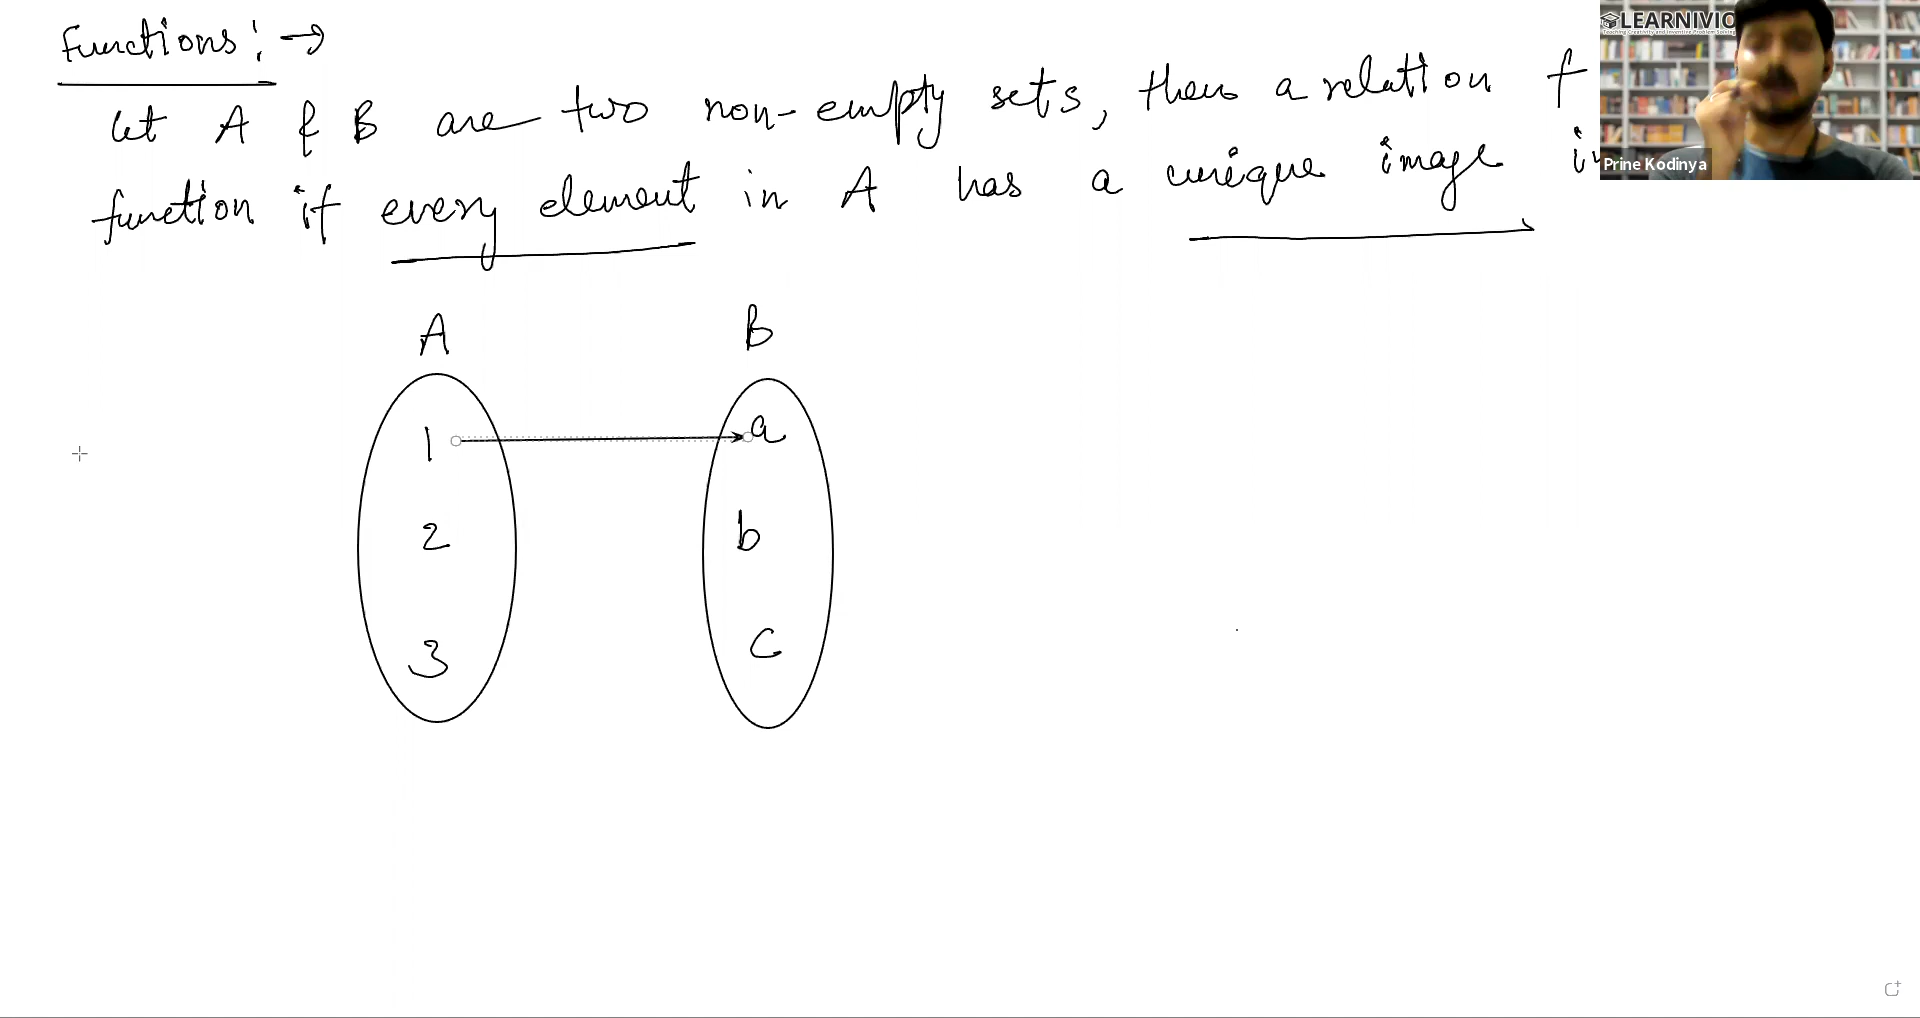 Functions: →
Let A & B are two non-empty sets, then a relation f
function if every element in A has a unique image
A B
1 a
2 b
3 c
LEARNIVIO
Prine Kodinya